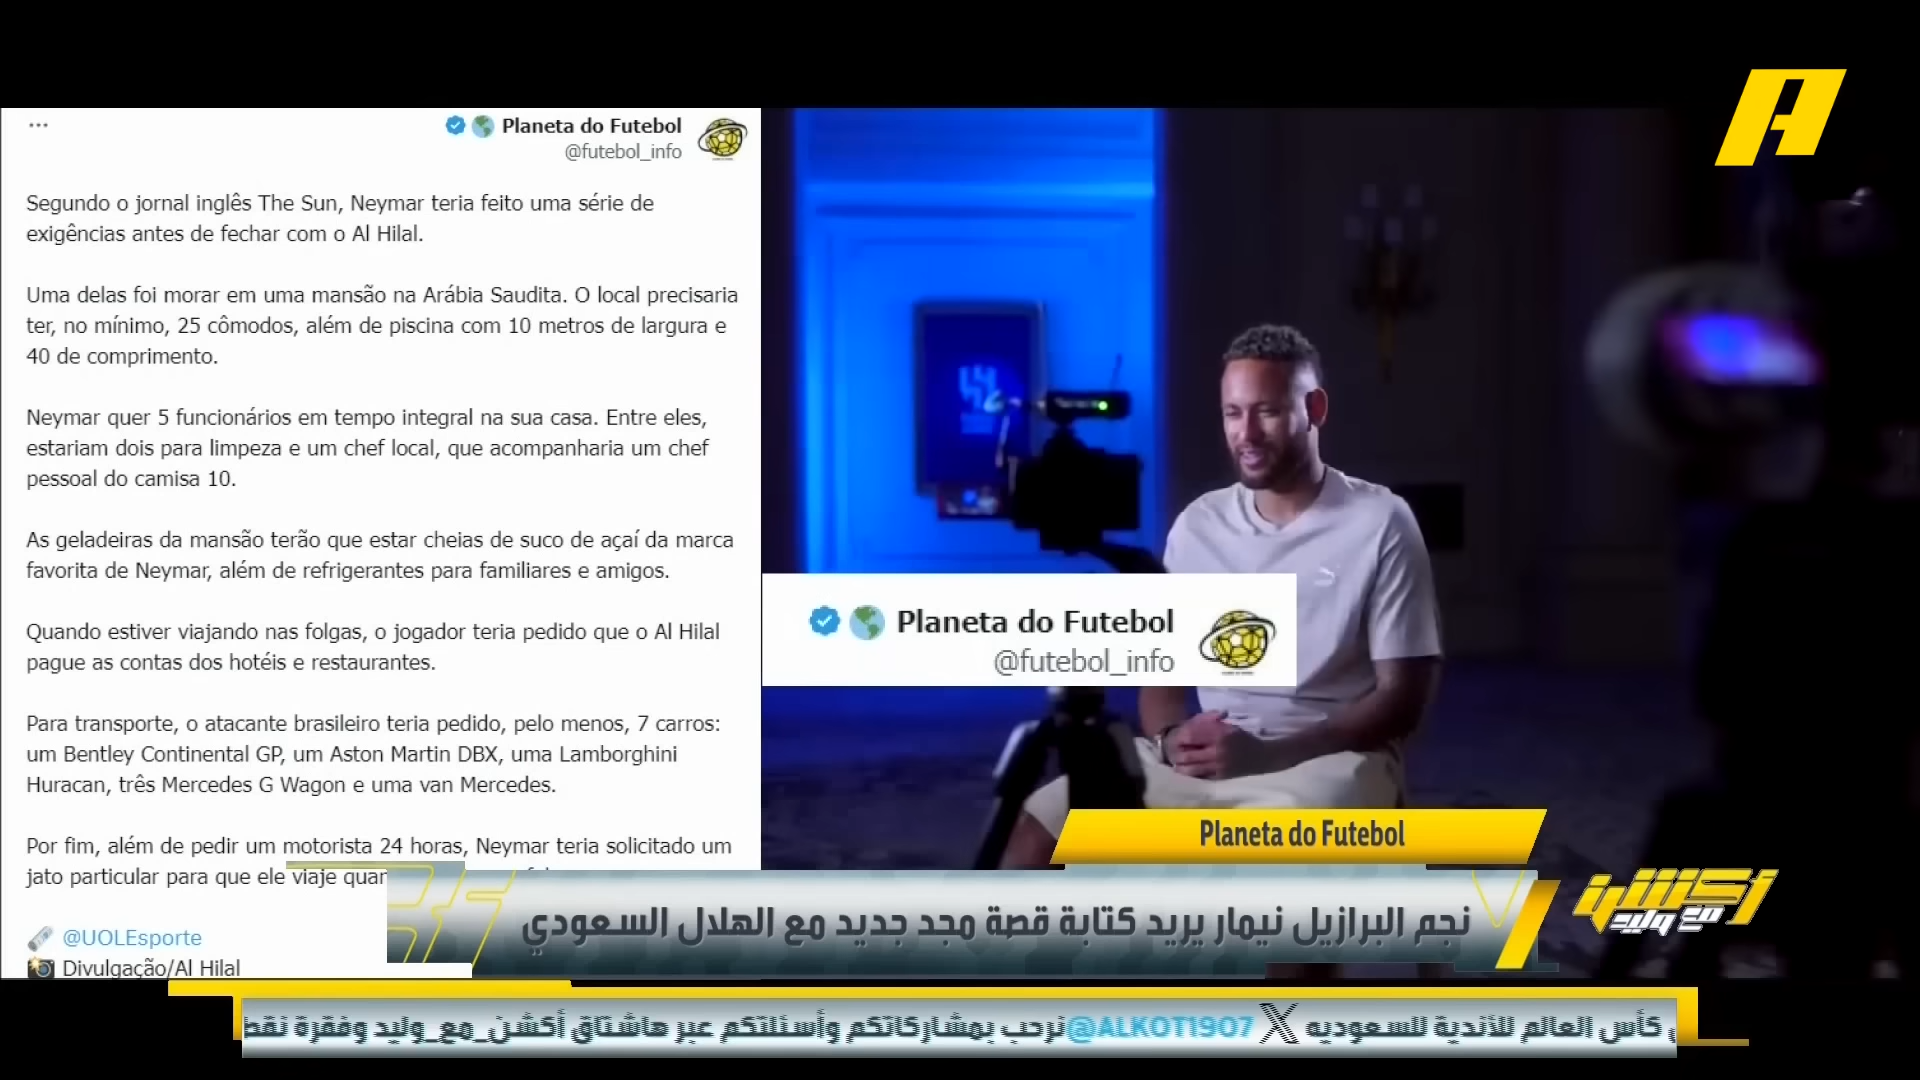 Planeta do Futebol
@futebol_info
Segundo o jornal inglês The Sun, Neymar teria feito uma série de
exigências antes de fechar com o Al Hilal.
Uma delas foi morar em uma mansão na Arábia Saudita. O local precisaria
ter, no mínimo, 25 cômodos, além de piscina com 10 metros de largura e
40 de comprimento.
Neymar quer 5 funcionários em tempo integral na sua casa. Entre eles,
estariam dois para limpeza e um chef local, que acompanharia um chef
pessoal do camisa 10.
As geladeiras da mansão terão que estar cheias de suco de açaí da marca
favorita de Neymar, além de refrigerantes para familiares e amigos.
Quando estiver viajando nas folgas, o jogador teria pedido que o Al Hilal
pague as contas dos hotéis e restaurantes.
Para transporte, o atacante brasileiro teria pedido, pelo menos, 7 carros:
um Bentley Continental GP, um Aston Martin DBX, uma Lamborghini
Huracan, três Mercedes G Wagon e uma van Mercedes.
Por fim, além de pedir um motorista 24 horas, Neymar teria solicitado um
jato particular para que ele viaje
@UOLEsporte
Divulgação/Al Hilal
A
Planeta do Futebol
@futebol_info
Planeta do Futebol
نجم البرازيل نيمار يريد كتابة قصة مجد جديد مع الهلال السعودي
أكشن
مع وليد
كأس العالم للأندية للسعوديه X @ALKOT1907 نرحب بمشاركاتكم وأسئلتكم عبر هاشتاق أكشن_مع_وليد وفقرة